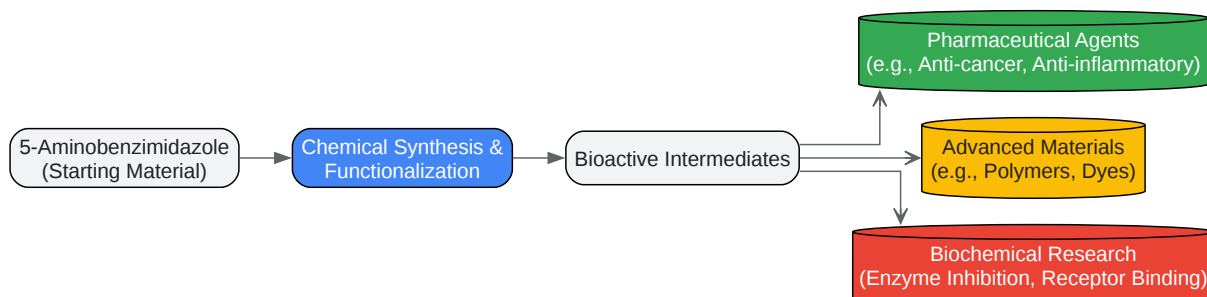 5-Aminobenzimidazole
(Starting Material)
Chemical Synthesis &
Functionalization
Bioactive Intermediates
Pharmaceutical Agents
(e.g., Anti-cancer, Anti-inflammatory)
Advanced Materials
(e.g., Polymers, Dyes)
Biochemical Research
(Enzyme Inhibition, Receptor Binding)